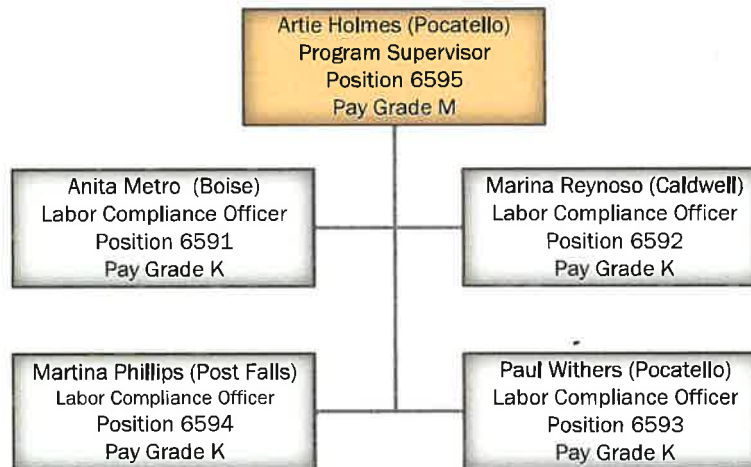 Artie Holmes (Pocatello)
Program Supervisor
Position 6595
Pay Grade M
Anita Metro (Boise)
Labor Compliance Officer
Position 6591
Pay Grade K
Marina Reynoso (Caldwell)
Labor Compliance Officer
Position 6592
Pay Grade K
Martina Phillips (Post Falls)
Labor Compliance Officer
Position 6594
Pay Grade K
Paul Withers (Pocatello)
Labor Compliance Officer
Position 6593
Pay Grade K